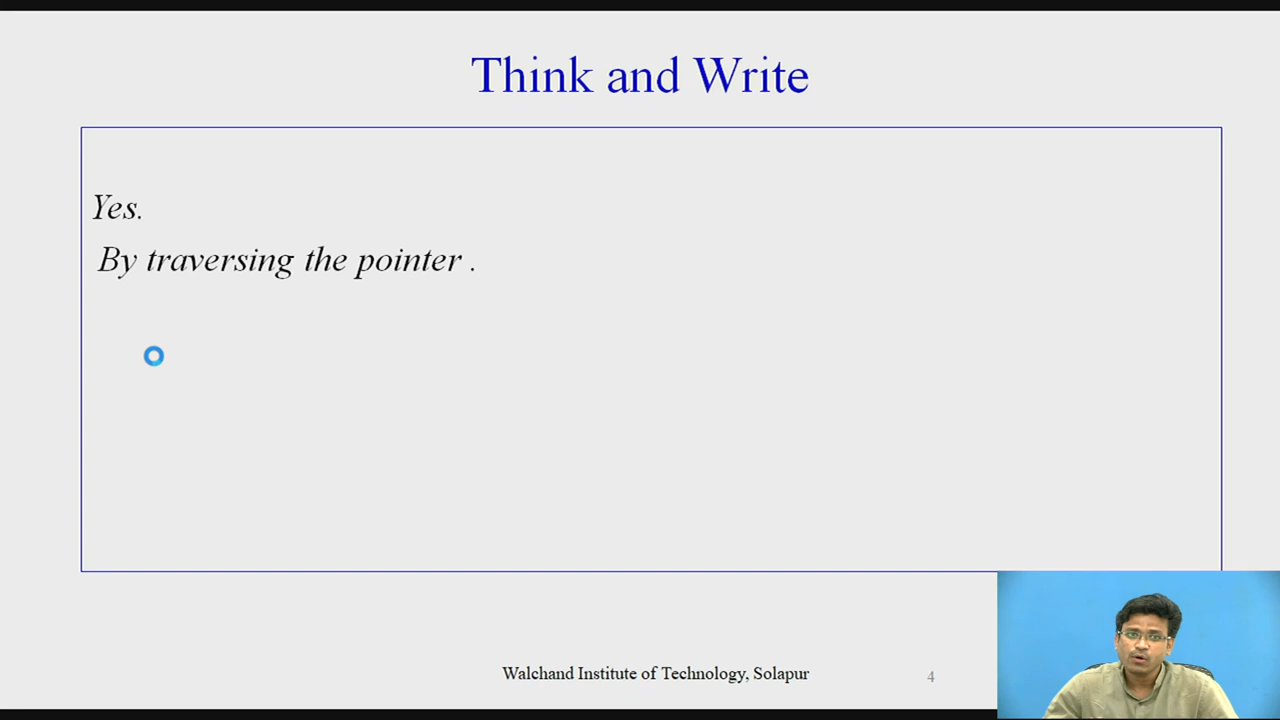 Think and Write
Yes.
By traversing the pointer .
Walchand Institute of Technology, Solapur
4